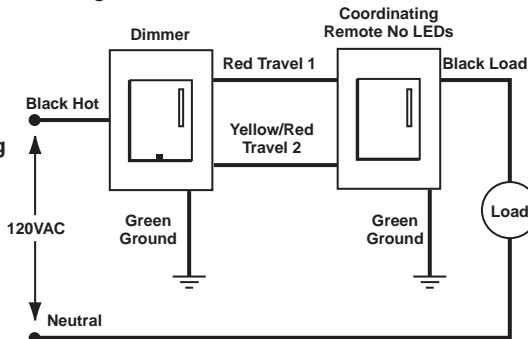 Coordinating
Remote No LEDs
Dimmer
Red Travel 1
Black Load
Black Hot
Yellow/Red
Travel 2
Load
Green
Ground
Green
Ground
120VAC
Neutral